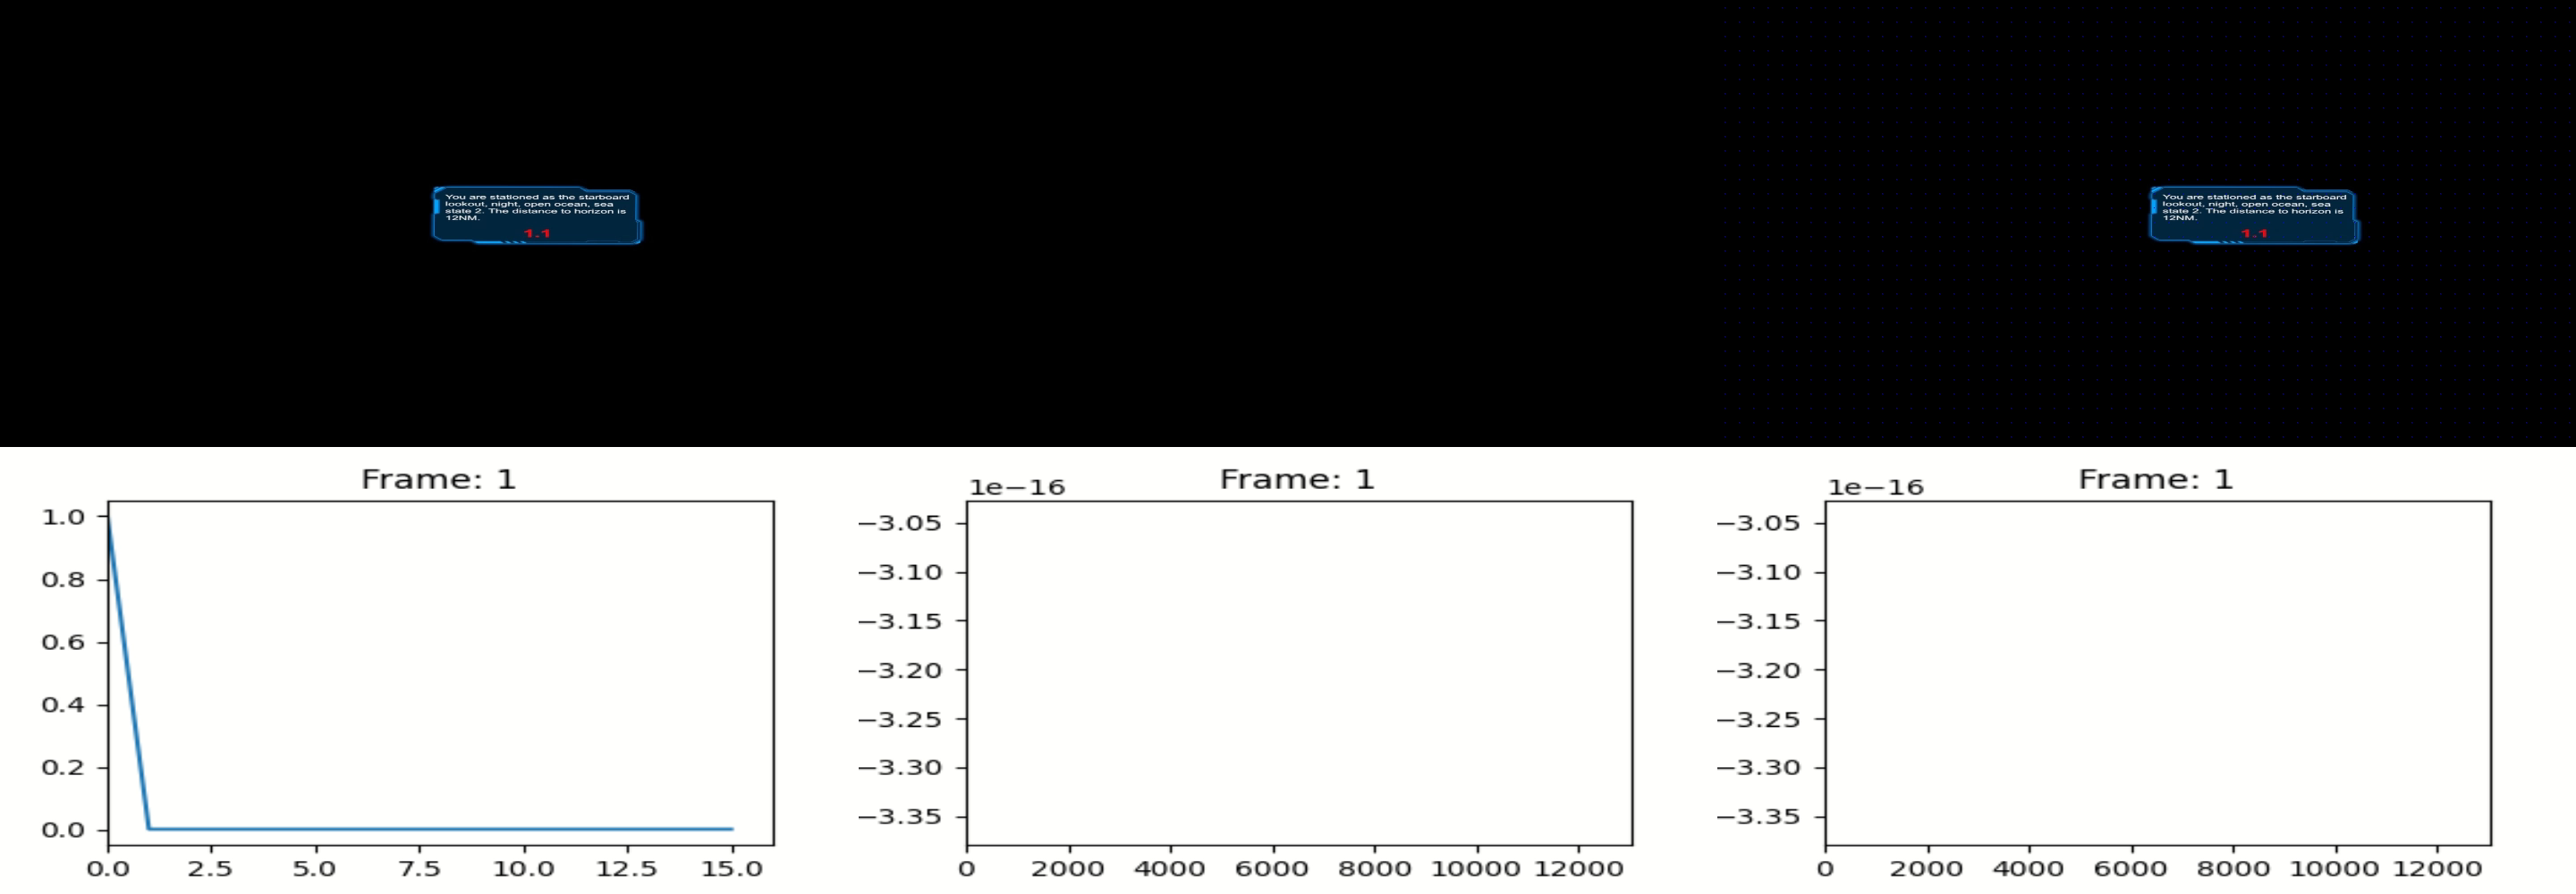 You are stationed as the starboard
lookout, night, open ocean, sea
state 2. The distance to horizon is
12NM.
1.1
You are stationed as the starboard
lookout, night, open ocean, sea
state 2. The distance to horizon is
12NM.
1.1
Frame: 1
1.0
0.8
0.6
0.4
0.2
0.0
0.0 2.5 5.0 7.5 10.0 12.5 15.0
1e−16
Frame: 1
−3.05
−3.10
−3.15
−3.20
−3.25
−3.30
−3.35
0 2000 4000 6000 8000 10000 12000
1e−16
Frame: 1
−3.05
−3.10
−3.15
−3.20
−3.25
−3.30
−3.35
0 2000 4000 6000 8000 10000 12000